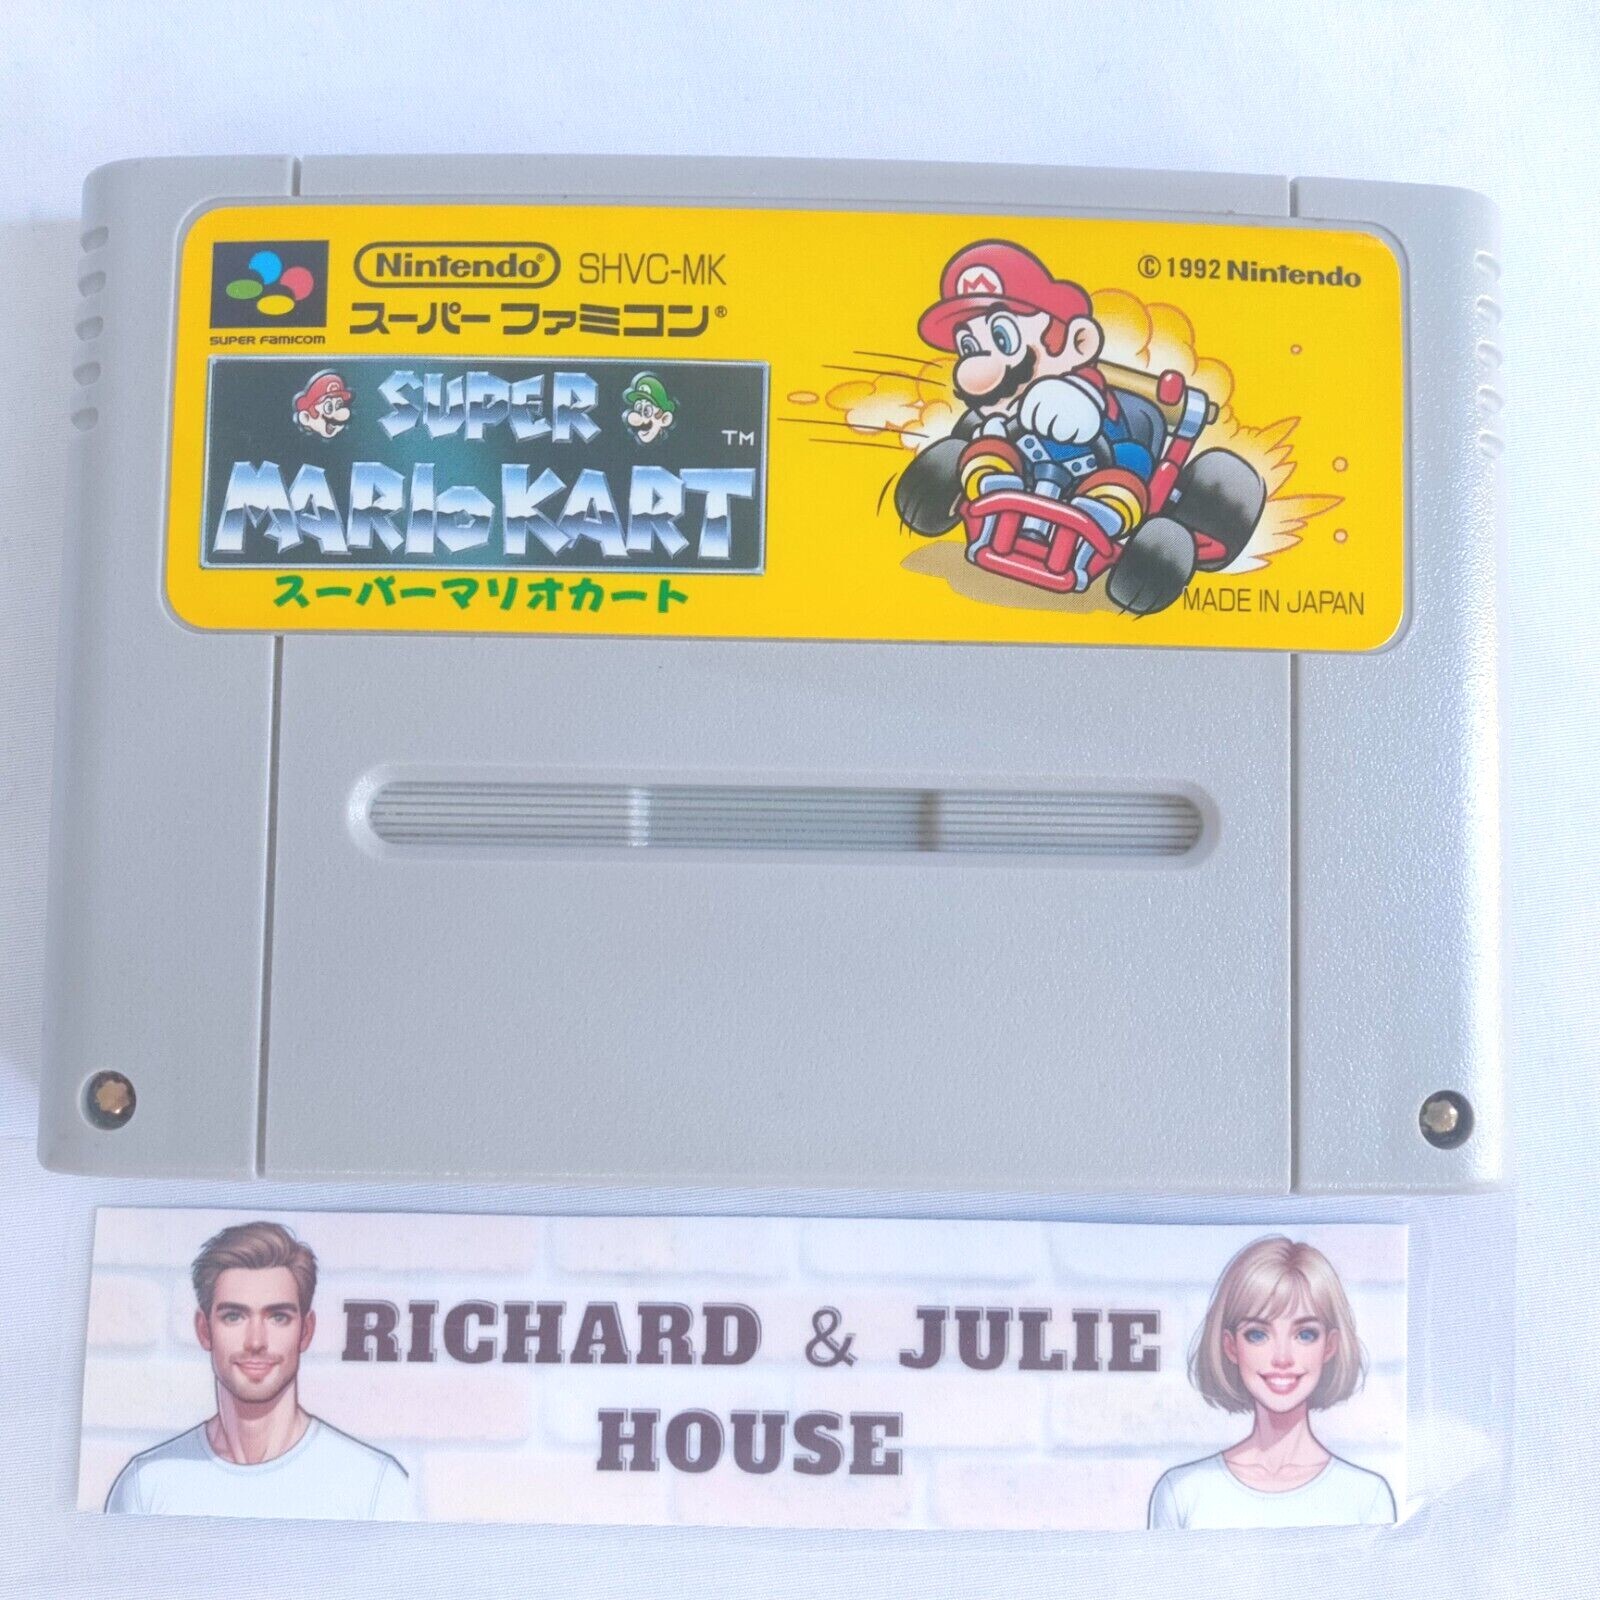 Nintendo® SHVC-MK
© 1992 Nintendo
スーパーファミコン®
SUPER FAMICOM
SUPER
MARIO KART TM
スーパーマリオカート
MADE IN JAPAN
RICHARD & JULIE
HOUSE